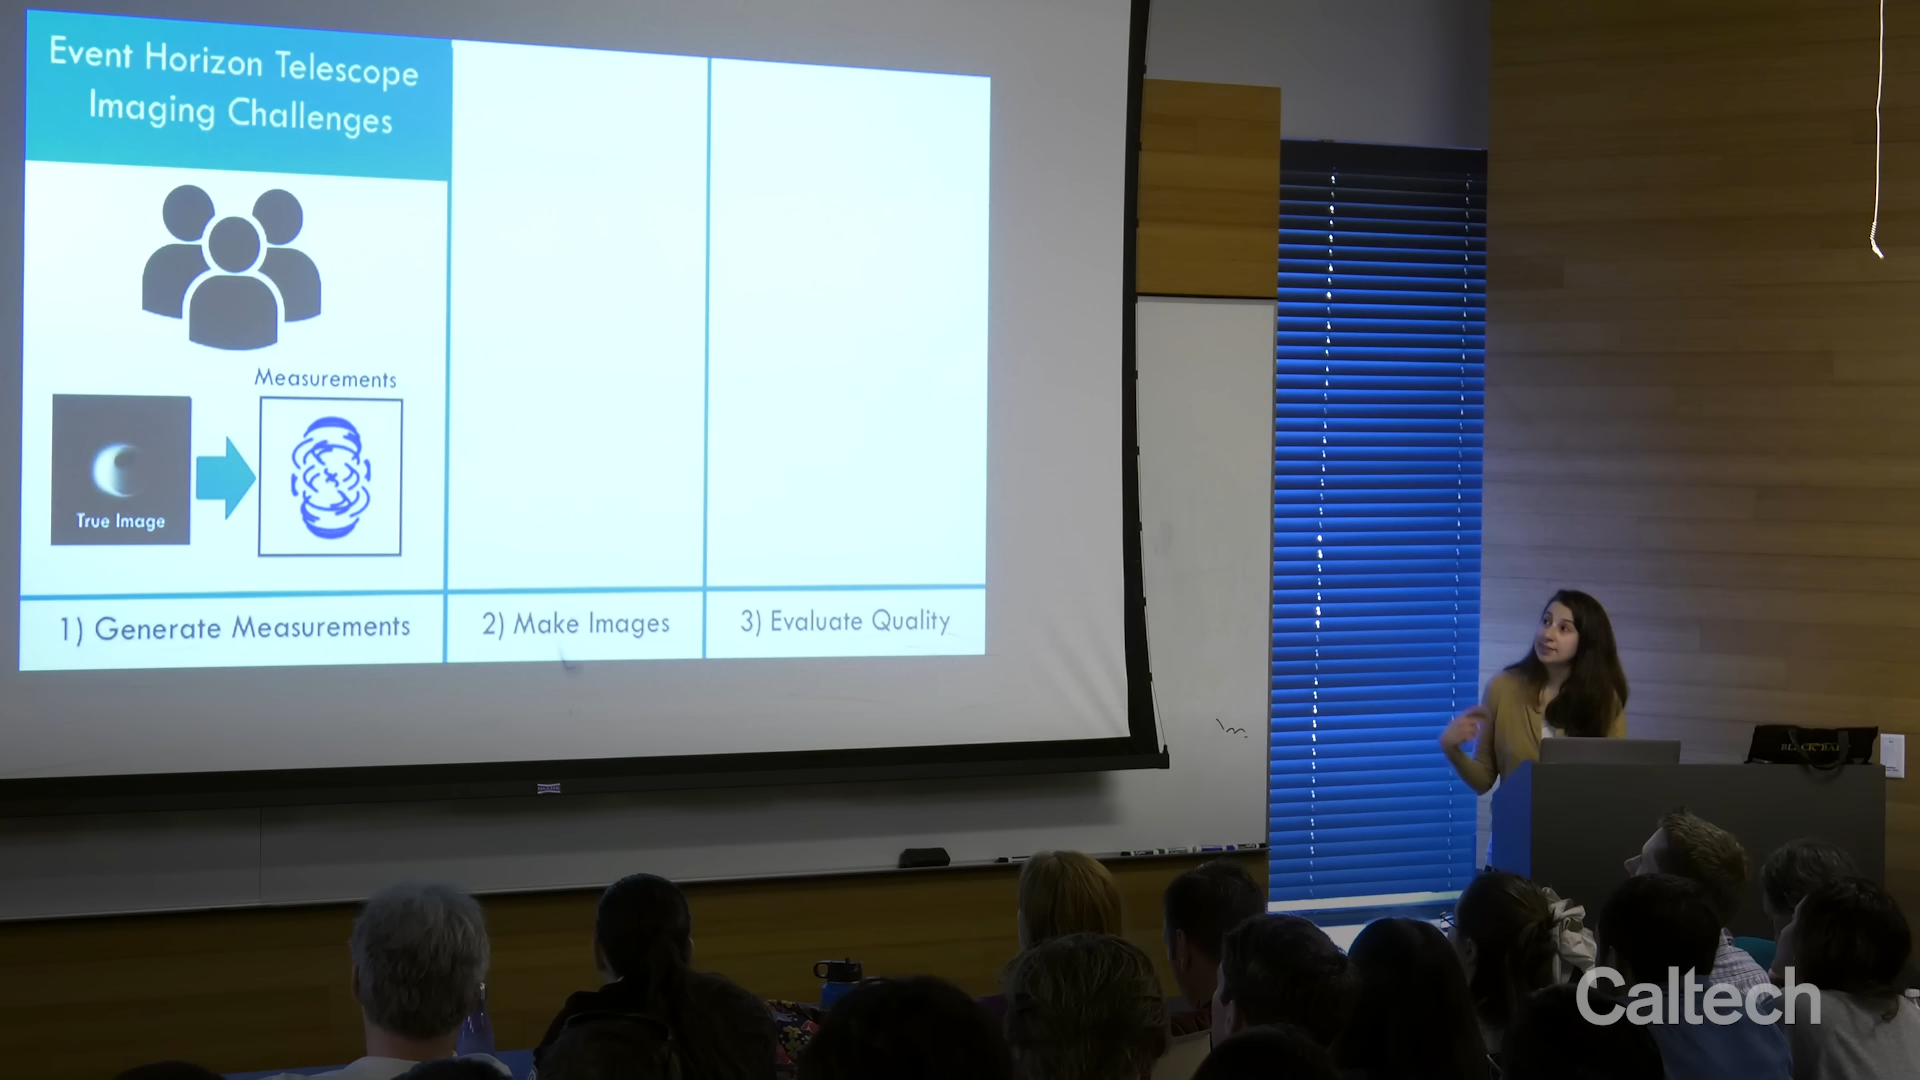 Event Horizon Telescope
Imaging Challenges
Measurements
True Image
1) Generate Measurements
2) Make Images
3) Evaluate Quality
Caltech